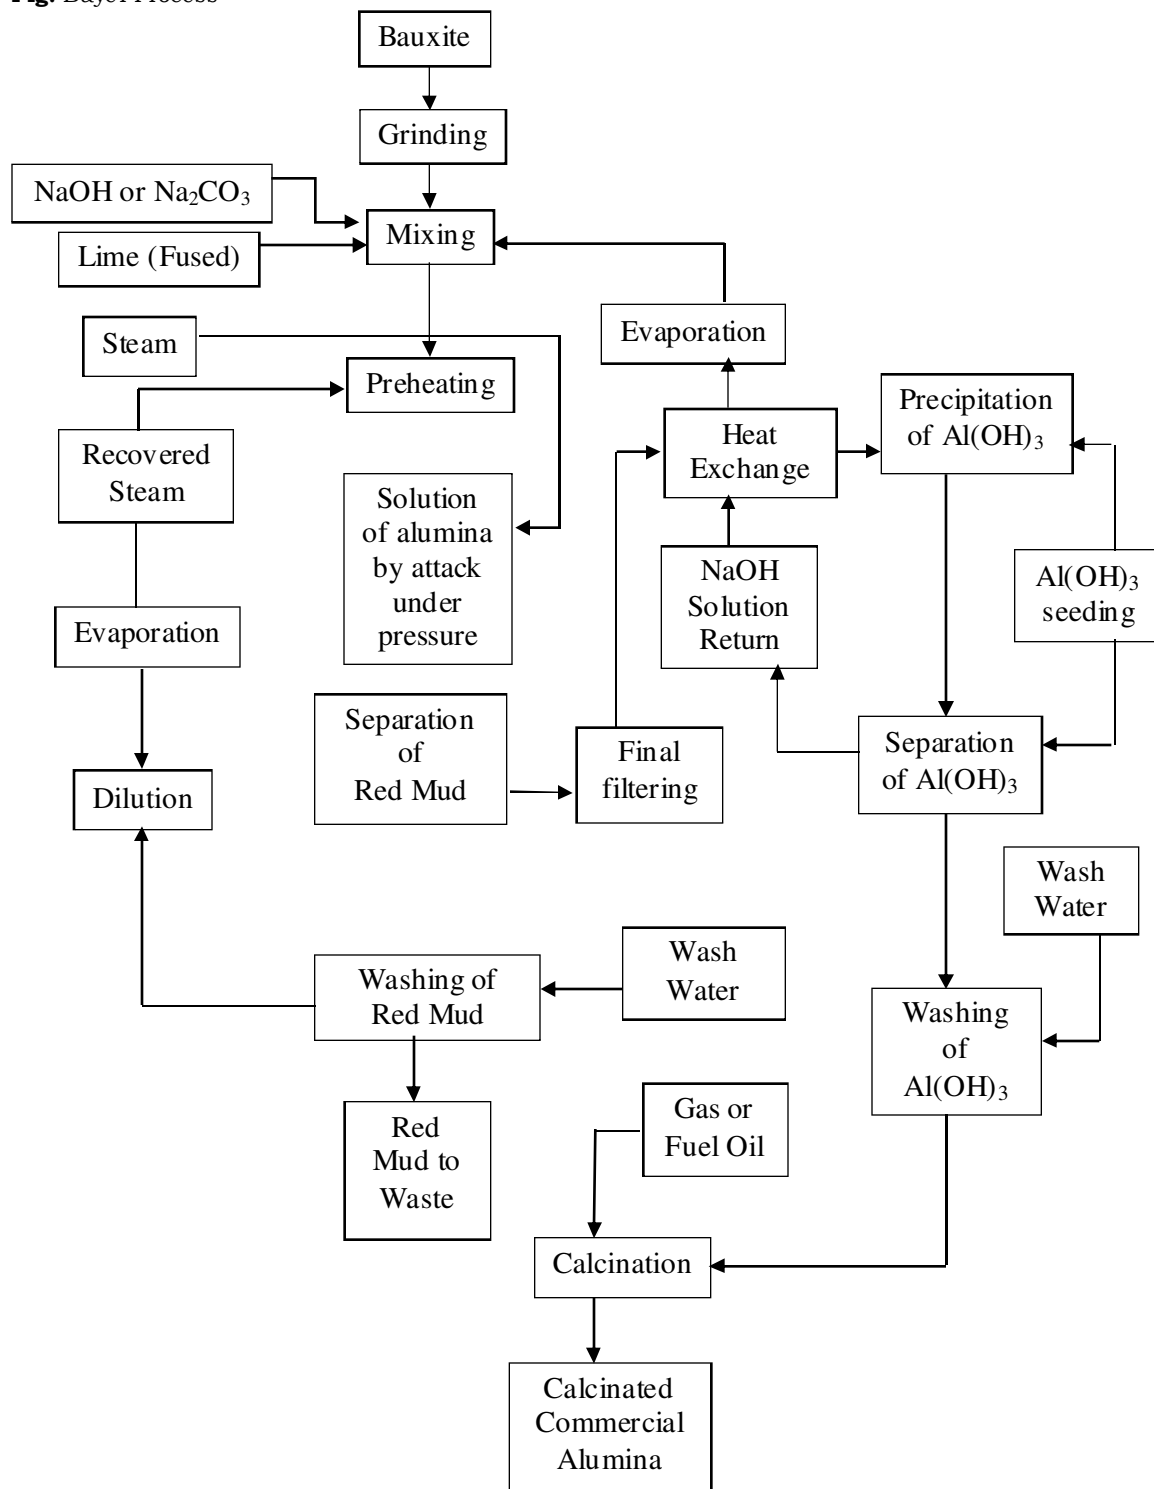 Fig. Bayer Process
Bauxite
Grinding
NaOH or Na₂CO₃
Mixing
Lime (Fused)
Steam
Evaporation
Preheating
Precipitation
of Al(OH)₃
Heat
Exchange
Recovered
Steam
Solution
of alumina
by attack
under
pressure
NaOH
Solution
Return
Al(OH)₃
seeding
Evaporation
Separation
of
Red Mud
Final
filtering
Separation
of Al(OH)₃
Dilution
Wash
Water
Washing of
Red Mud
Wash
Water
Washing
of
Al(OH)₃
Red
Mud to
Waste
Gas or
Fuel Oil
Calcination
Calcinated
Commercial
Alumina